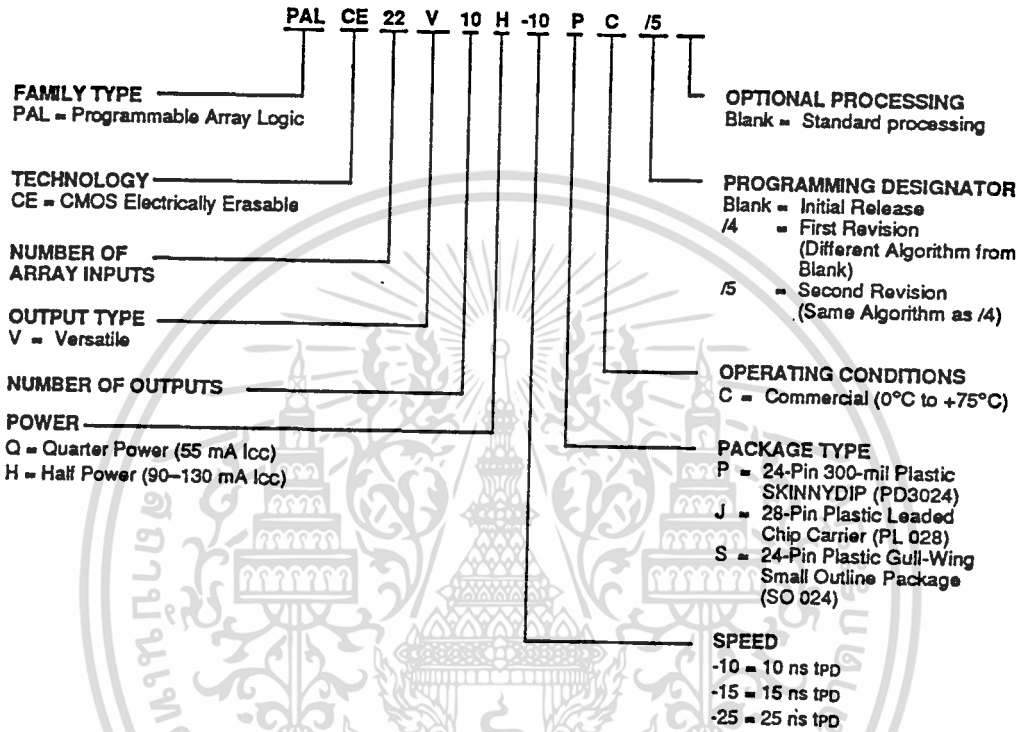 PAL CE 22 V 10 H -10 P C /5
FAMILY TYPE
PAL = Programmable Array Logic
TECHNOLOGY
CE = CMOS Electrically Erasable
NUMBER OF
ARRAY INPUTS
OUTPUT TYPE
V = Versatile
NUMBER OF OUTPUTS
POWER
Q = Quarter Power (55 mA Icc)
H = Half Power (90–130 mA Icc)
OPTIONAL PROCESSING
Blank = Standard processing
PROGRAMMING DESIGNATOR
Blank = Initial Release
/4 = First Revision
(Different Algorithm from
Blank)
/5 = Second Revision
(Same Algorithm as /4)
OPERATING CONDITIONS
C = Commercial (0°C to +75°C)
PACKAGE TYPE
P = 24-Pin 300-mil Plastic
SKINNYDIP (PD3024)
J = 28-Pin Plastic Leaded
Chip Carrier (PL 028)
S = 24-Pin Plastic Gull-Wing
Small Outline Package
(SO 024)
SPEED
-10 = 10 ns tPD
-15 = 15 ns tPD
-25 = 25 ns tPD